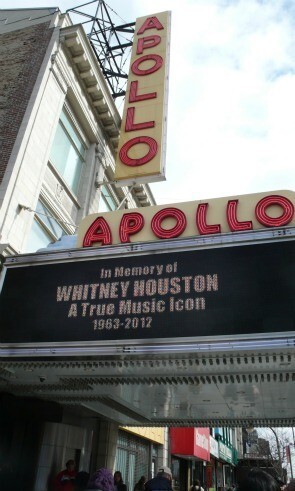 APOLLO
APOLLO
In Memory of
WHITNEY HOUSTON
A True Music Icon
1963-2012